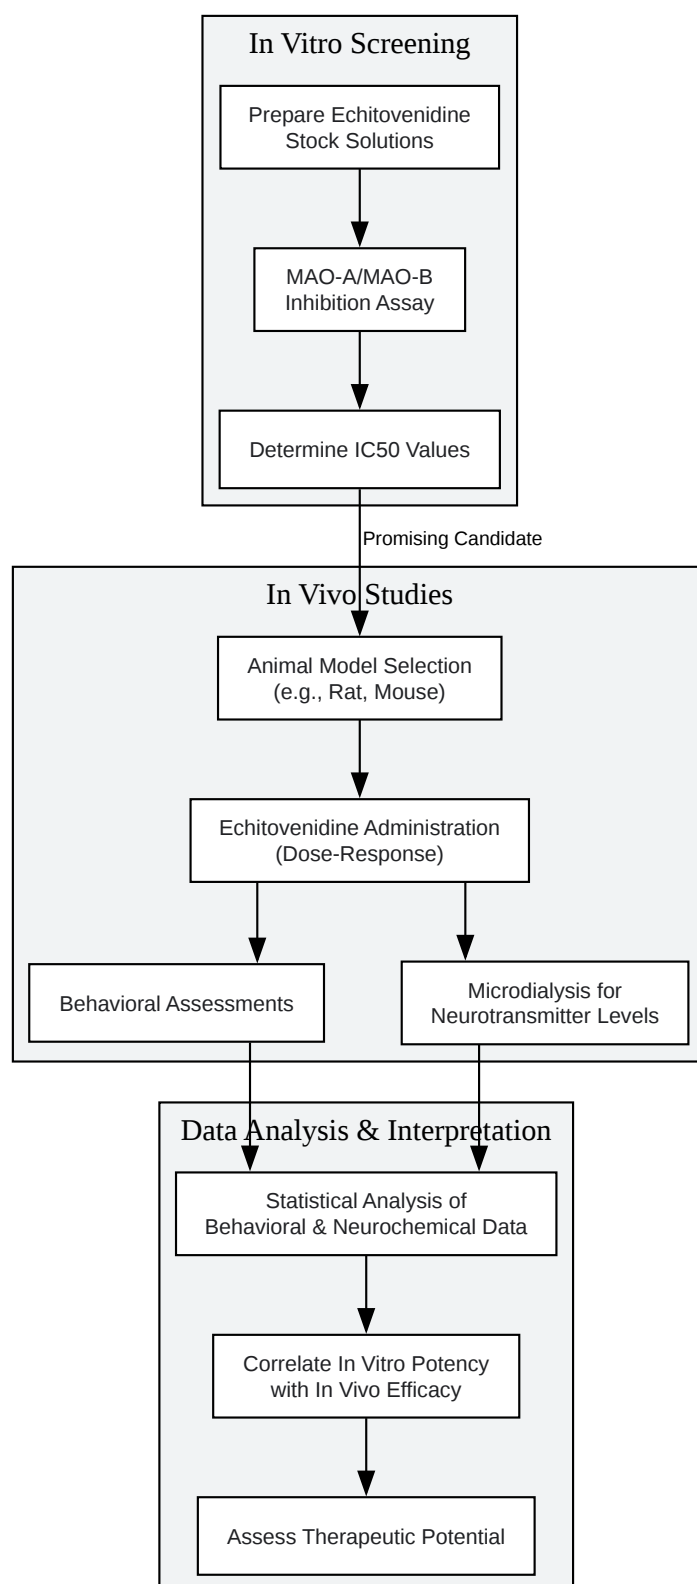 In Vitro Screening
Prepare Echitovenidine
Stock Solutions
MAO-A/MAO-B
Inhibition Assay
Determine IC50 Values
Promising Candidate
In Vivo Studies
Animal Model Selection
(e.g., Rat, Mouse)
Echitovenidine Administration
(Dose-Response)
Behavioral Assessments
Microdialysis for
Neurotransmitter Levels
Data Analysis & Interpretation
Statistical Analysis of
Behavioral & Neurochemical Data
Correlate In Vitro Potency
with In Vivo Efficacy
Assess Therapeutic Potential